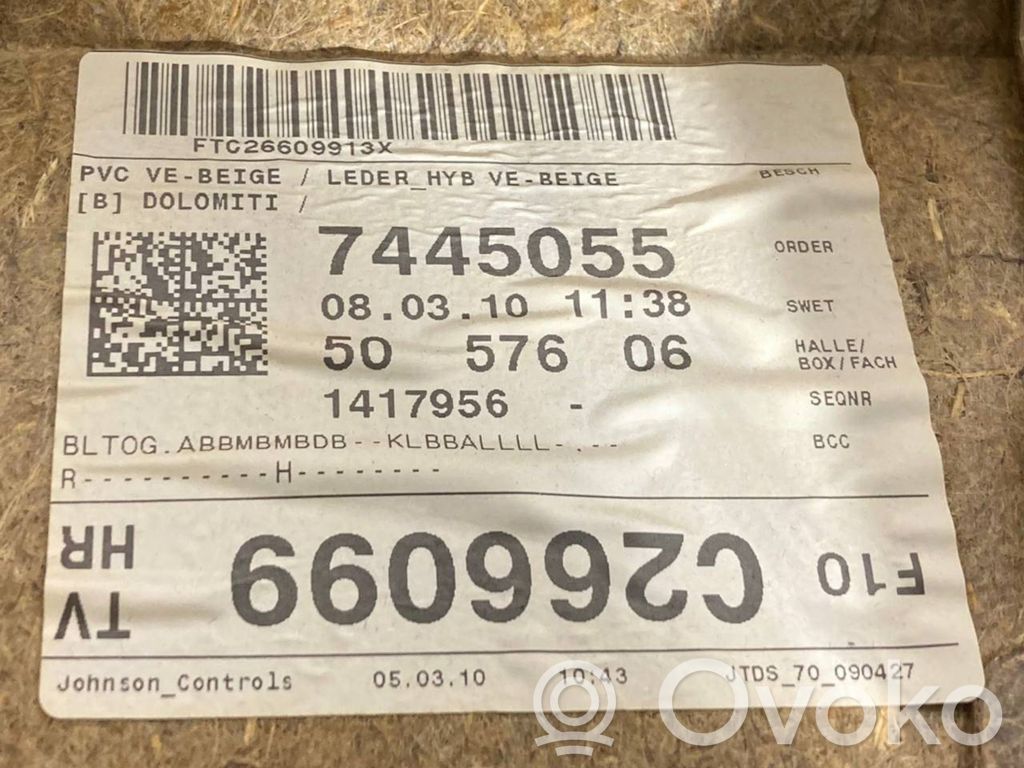 FTC26609913X
PVC VE-BEIGE / LEDER_HYB VE-BEIGE BESCH
[B] DOLOMITI /
7445055 ORDER
08.03.10 11:38 SWET
50 576 06 HALLE/
BOX/FACH
1417956 - SEQNR
BLTOG.ABBMBMBDB--KLBBALLLL-.-- BCC
R----------H--------
F10 C266099 TV
HR
Johnson_Controls 05.03.10 10:43 JTDS_70_090427
Ovoko